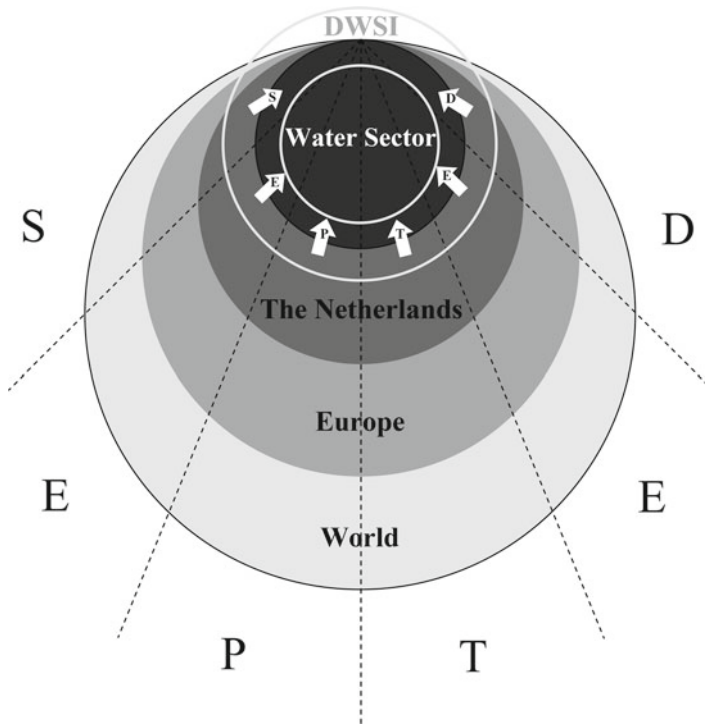 DWSI
S
D
Water Sector
E
E
P
T
S
D
The Netherlands
Europe
E
E
World
P
T